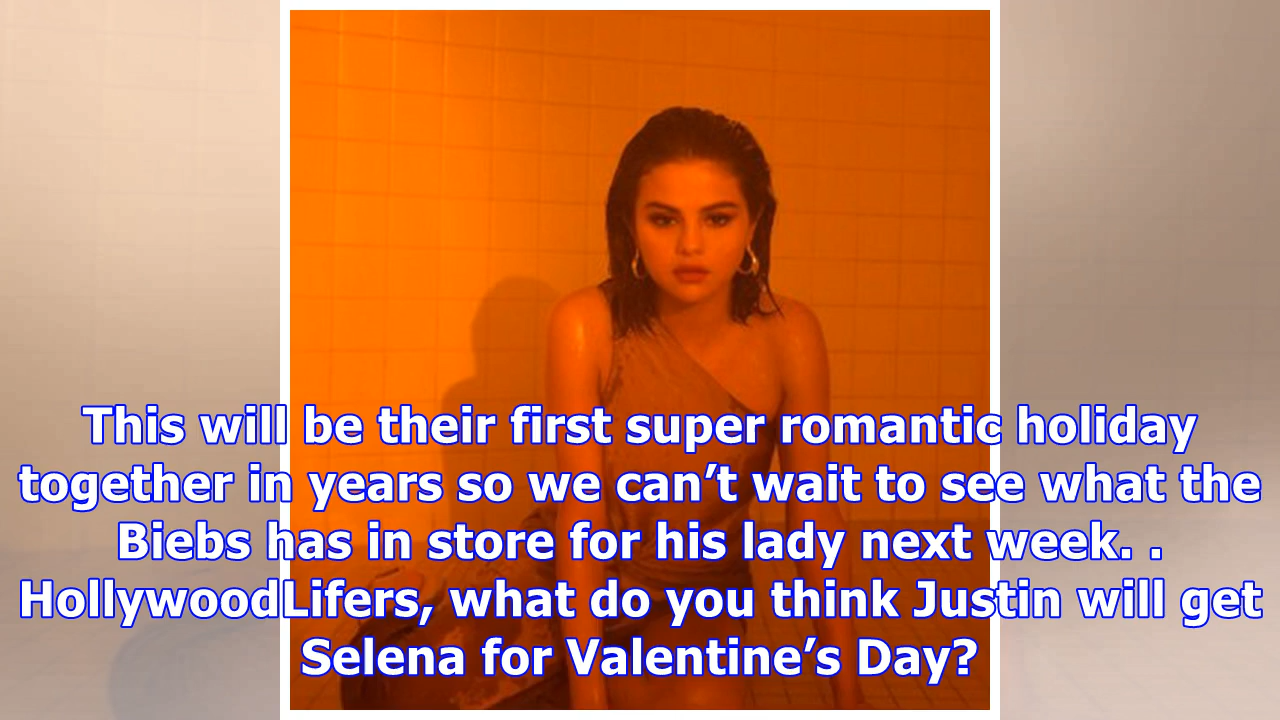 This will be their first super romantic holiday
together in years so we can’t wait to see what the
Biebs has in store for his lady next week. .
HollywoodLifers, what do you think Justin will get
Selena for Valentine’s Day?